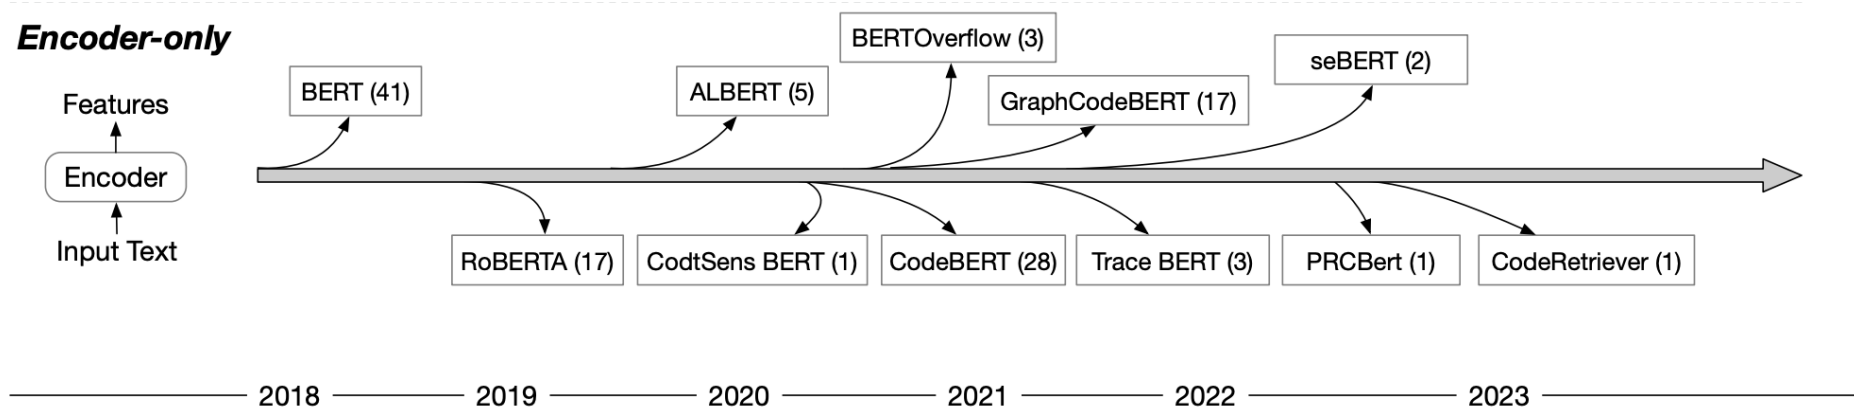 Encoder-only
Features
Encoder
Input Text
BERT (41)
ALBERT (5)
BERTOverflow (3)
GraphCodeBERT (17)
seBERT (2)
RoBERTA (17)
CodtSens BERT (1)
CodeBERT (28)
Trace BERT (3)
PRCBert (1)
CodeRetriever (1)
2018
2019
2020
2021
2022
2023